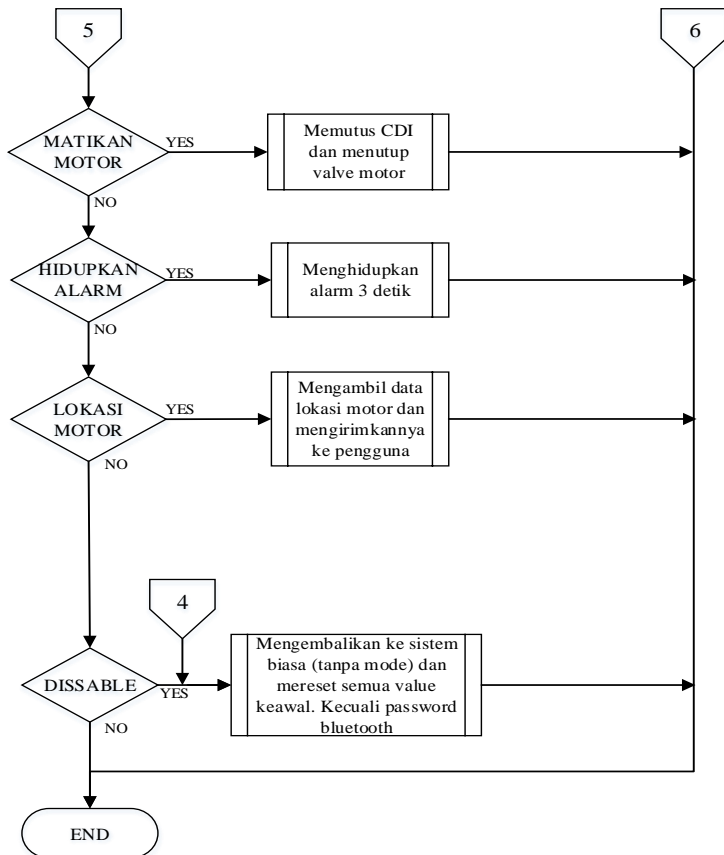 5
6
MATIKAN
MOTOR
YES
Memutus CDI
dan menutup
valve motor
NO
HIDUPKAN
ALARM
YES
Menghidupkan
alarm 3 detik
NO
LOKASI
MOTOR
YES
Mengambil data
lokasi motor dan
mengirimkannya
ke pengguna
NO
4
DISSABLE
YES
Mengembalikan ke sistem
biasa (tanpa mode) dan
mereset semua value
keawal. Kecuali password
bluetooth
NO
END